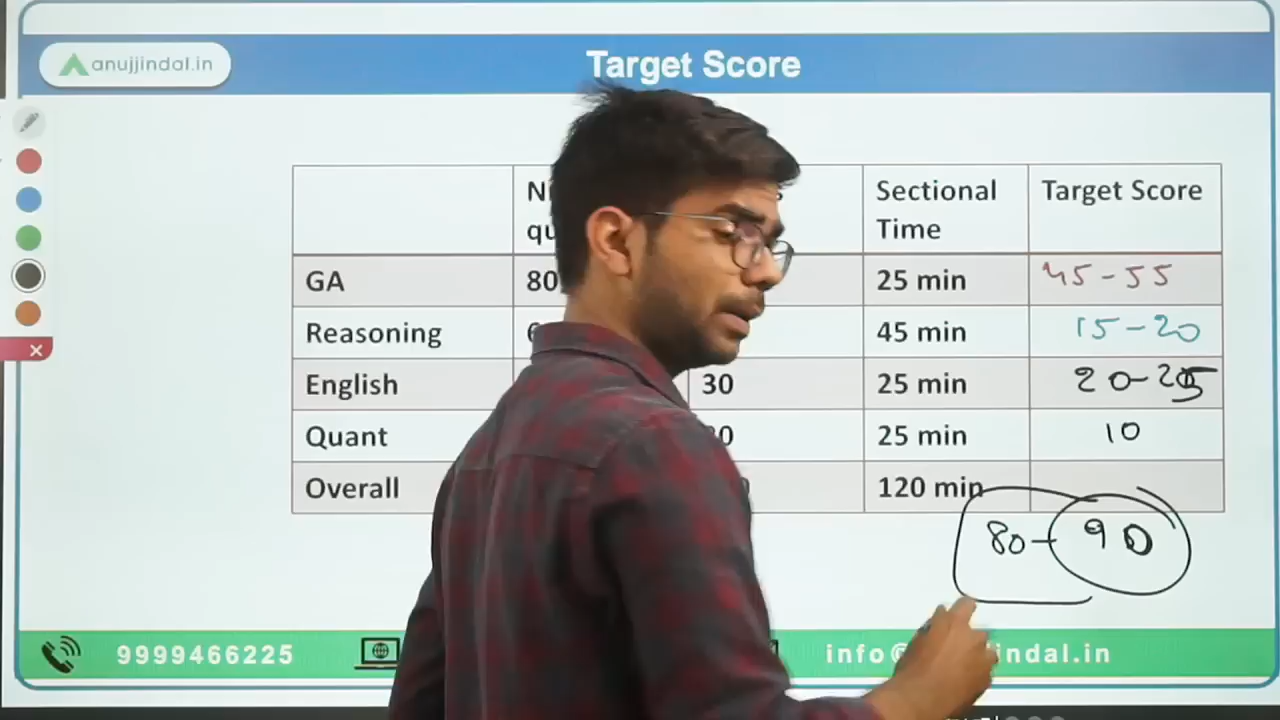 anujjindal.in
Target Score
Sectional Time Target Score
GA 80 25 min 45-55
Reasoning 45 min 15-20
English 30 25 min 20-25
Quant 25 min 10
Overall 120 min
80-90
9999466225